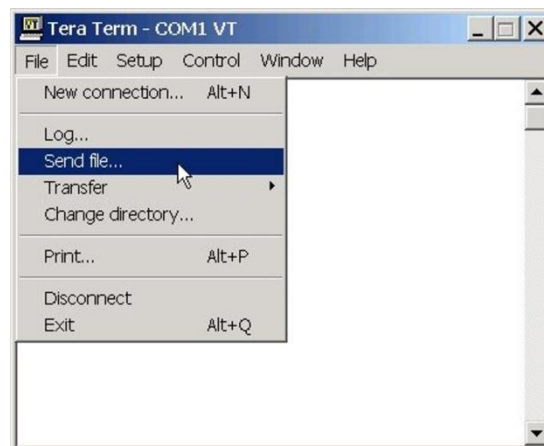 Tera Term - COM1 VT
File Edit Setup Control Window Help
New connection... Alt+N
Log...
Send file...
Transfer
Change directory...
Print... Alt+P
Disconnect
Exit Alt+Q